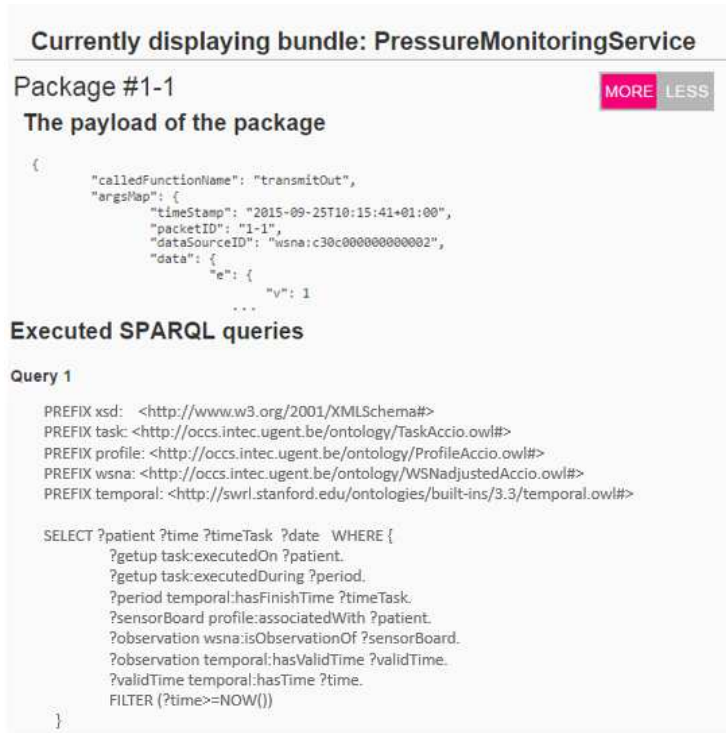 Currently displaying bundle: PressureMonitoringService
Package #1-1
MORE LESS
The payload of the package
{
"calledFunctionName": "transmitOut",
"argsMap": {
"timeStamp": "2015-09-25T10:15:41+01:00",
"packetID": "1-1",
"dataSourceID": "wsna:c30c000000000002",
"data": {
"e": {
"v": 1
...
Executed SPARQL queries
Query 1
PREFIX xsd: <http://www.w3.org/2001/XMLSchema#>
PREFIX task: <http://occs.intec.ugent.be/ontology/TaskAccio.owl#>
PREFIX profile: <http://occs.intec.ugent.be/ontology/ProfileAccio.owl#>
PREFIX wsna: <http://occs.intec.ugent.be/ontology/WSNadjustedAccio.owl#>
PREFIX temporal: <http://swrl.stanford.edu/ontologies/built-ins/3.3/temporal.owl#>
SELECT ?patient ?time ?timeTask ?date WHERE {
?getup task:executedOn ?patient.
?getup task:executedDuring ?period.
?period temporal:hasFinishTime ?timeTask.
?sensorBoard profile:associatedWith ?patient.
?observation wsna:isObservationOf ?sensorBoard.
?observation temporal:hasValidTime ?validTime.
?validTime temporal:hasTime ?time.
FILTER (?time>=NOW())
}